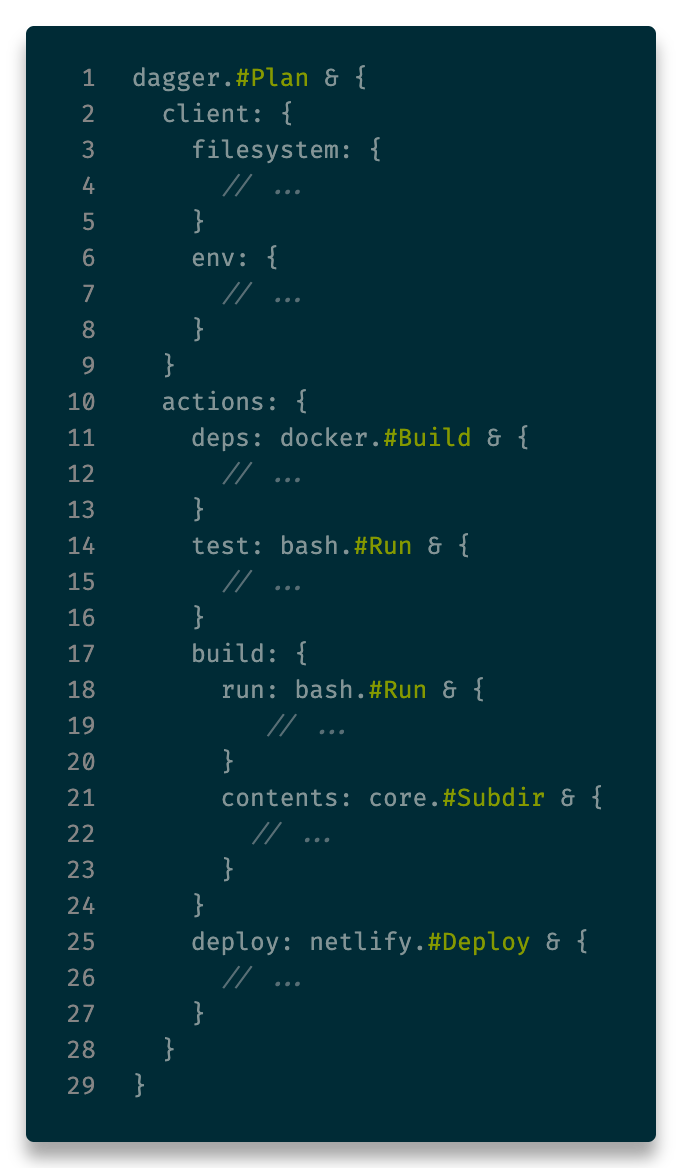 1 dagger.#Plan & {
2   client: {
3     filesystem: {
4       // ...
5     }
6     env: {
7       // ...
8     }
9   }
10   actions: {
11     deps: docker.#Build & {
12       // ...
13     }
14     test: bash.#Run & {
15       // ...
16     }
17     build: {
18       run: bash.#Run & {
19          // ...
20       }
21       contents: core.#Subdir & {
22         // ...
23       }
24     }
25     deploy: netlify.#Deploy & {
26       // ...
27     }
28   }
29 }